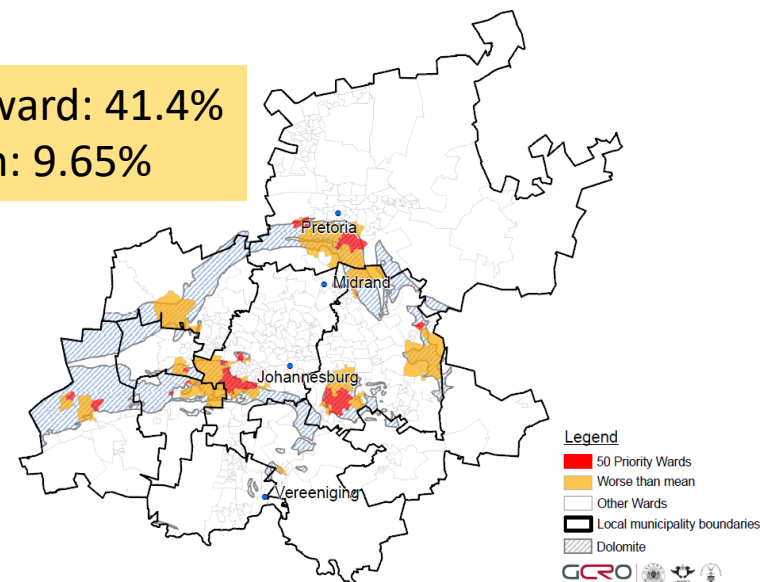 ward: 41.4%
n: 9.65%
Pretoria
Midrand
Johannesburg
Vereeniging
Legend
50 Priority Wards
Worse than mean
Other Wards
Local municipality boundaries
Dolomite
GCRO